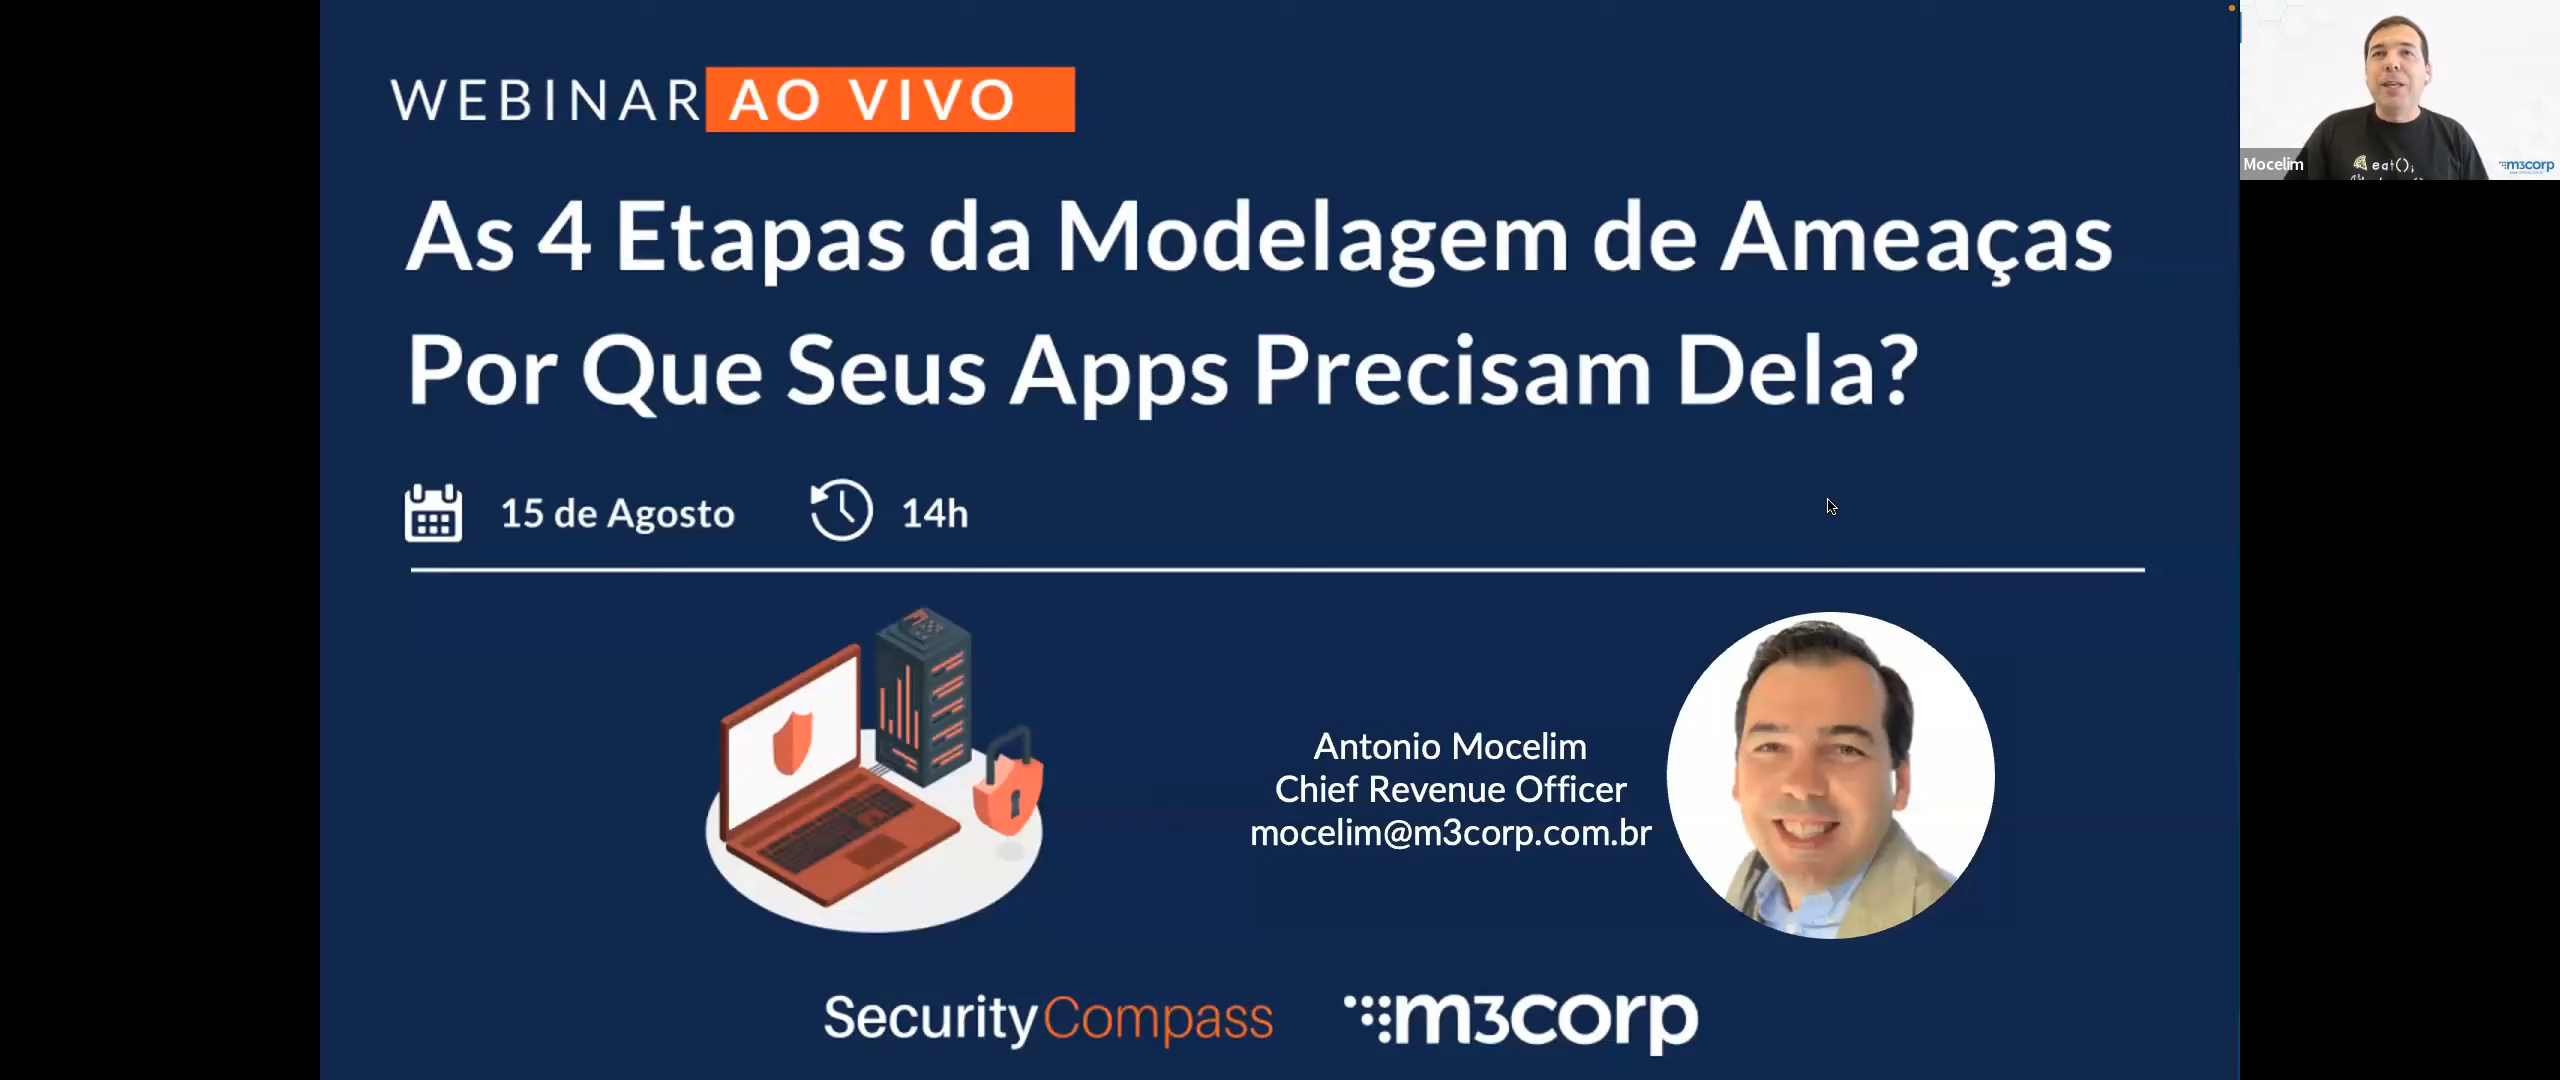 WEBINAR AO VIVO
As 4 Etapas da Modelagem de Ameaças
Por Que Seus Apps Precisam Dela?
15 de Agosto
14h
Antonio Mocelim
Chief Revenue Officer
mocelim@m3corp.com.br
SecurityCompass
m3corp
Mocelim
eat();
m3corp